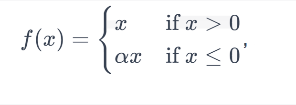 f(x) = { x if x > 0
αx if x ≤ 0 ,